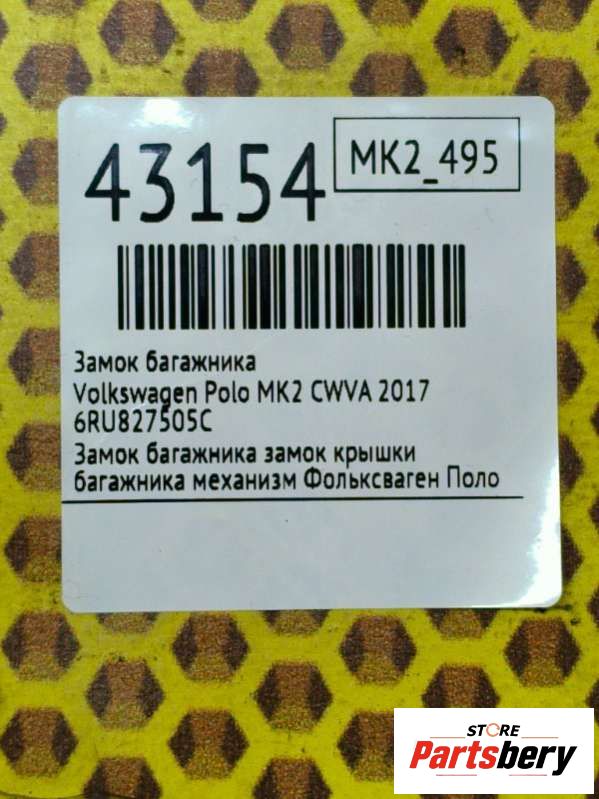 43154
MK2_495
Замок багажника
Volkswagen Polo MK2 CWVA 2017
6RU827505C
Замок багажника замок крышки
багажника механизм Фольксваген Поло
STORE
Partsbery